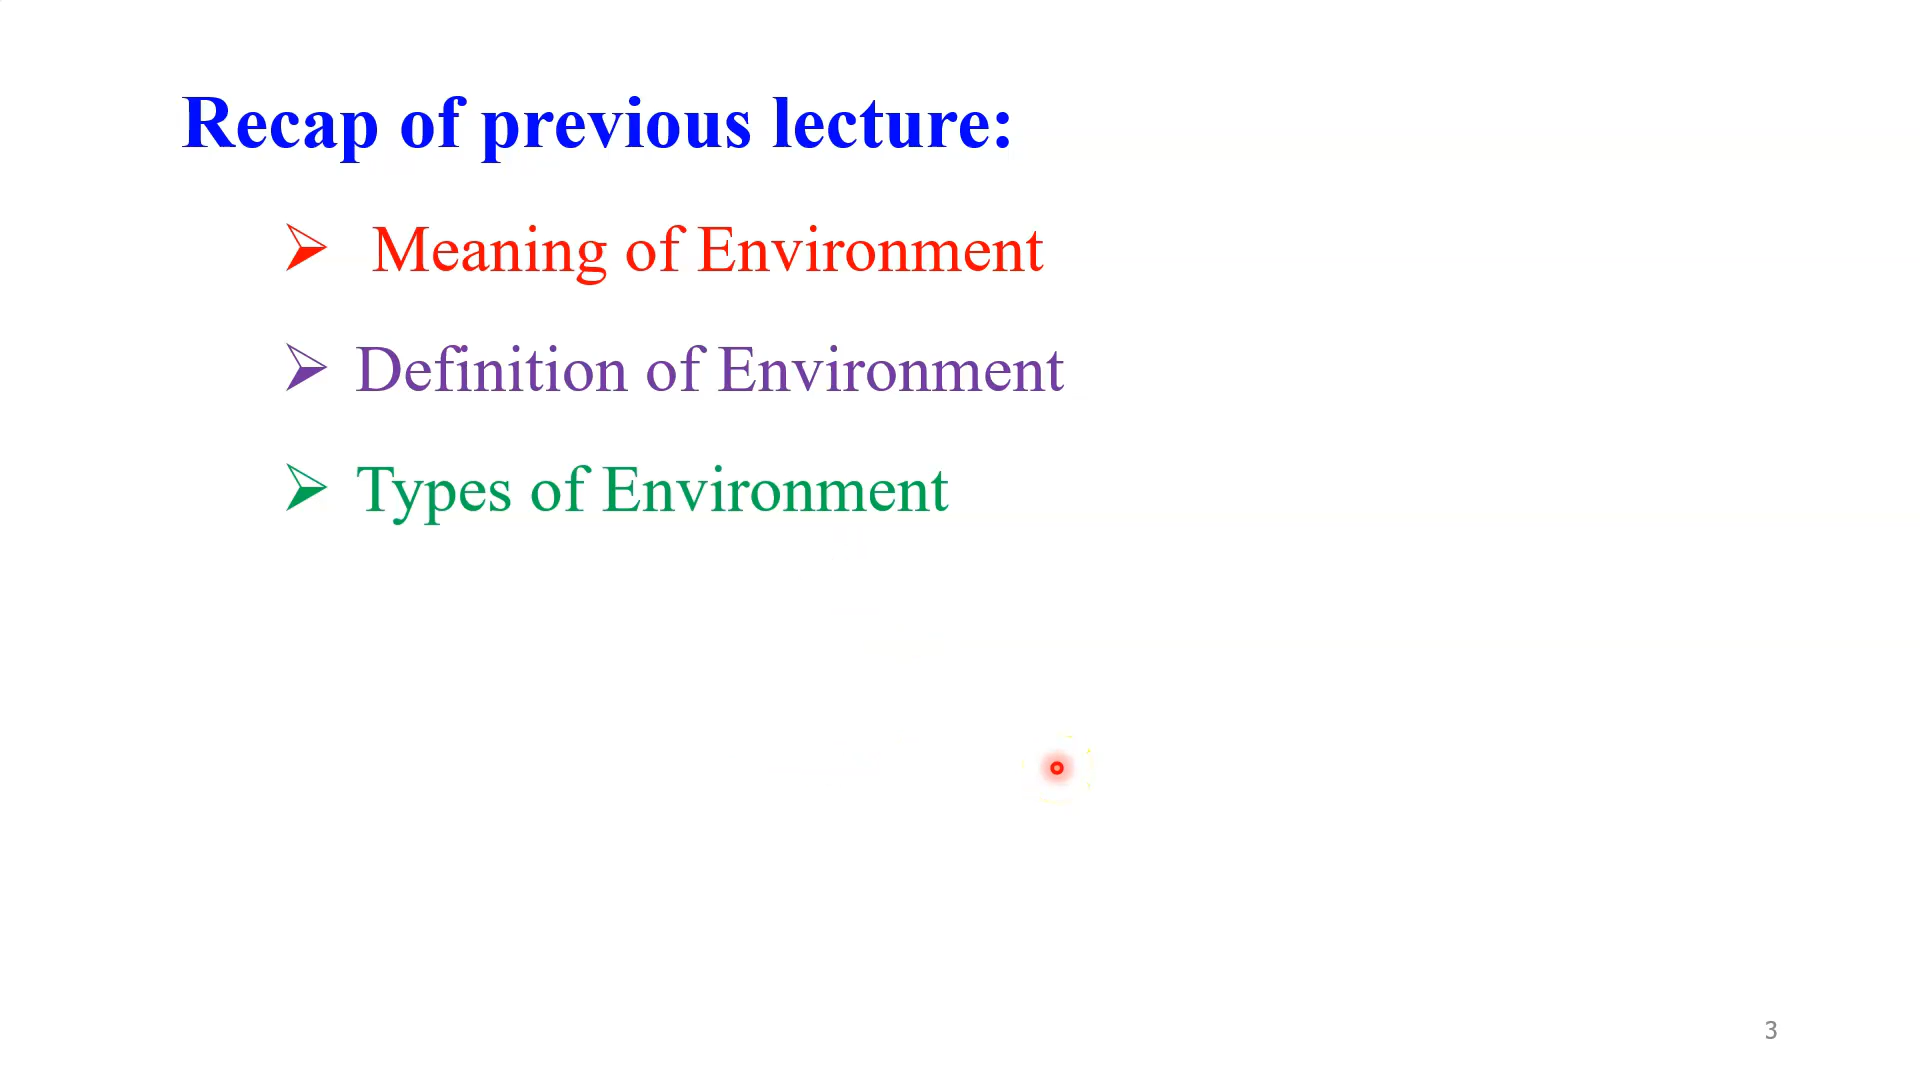 Recap of previous lecture:
➢ Meaning of Environment
➢ Definition of Environment
➢ Types of Environment
3